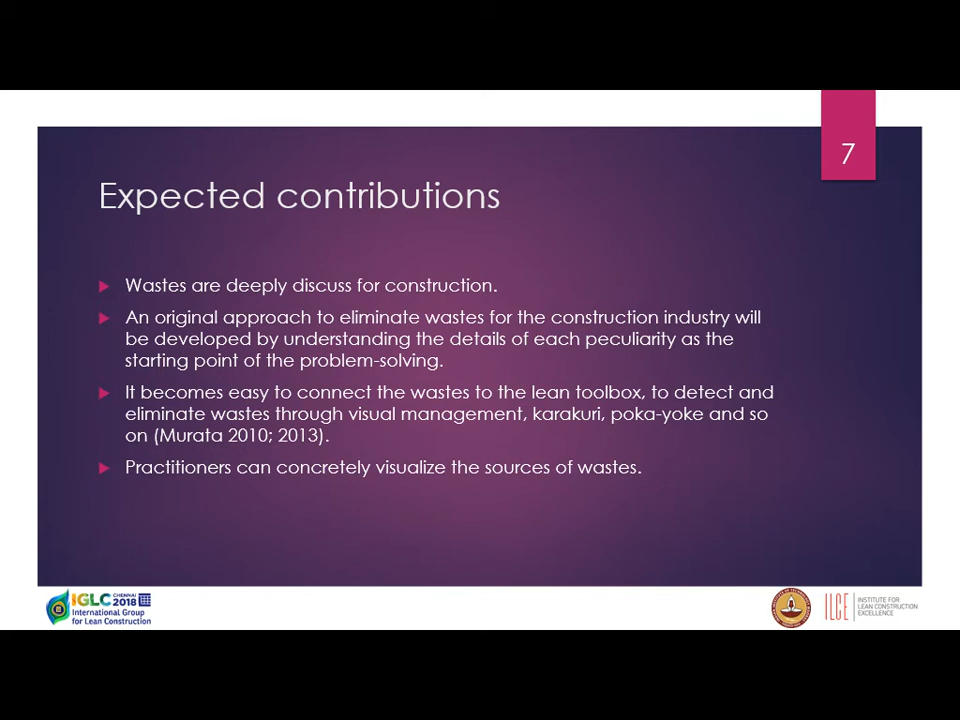 7
Expected contributions
Wastes are deeply discuss for construction.
An original approach to eliminate wastes for the construction industry will
be developed by understanding the details of each peculiarity as the
starting point of the problem-solving.
It becomes easy to connect the wastes to the lean toolbox, to detect and
eliminate wastes through visual management, karakuri, poka-yoke and so
on (Murata 2010; 2013).
Practitioners can concretely visualize the sources of wastes.
IGLC CHENNAI 2018
International Group
for Lean Construction
ILCE
INSTITUTE FOR
LEAN CONSTRUCTION
EXCELLENCE